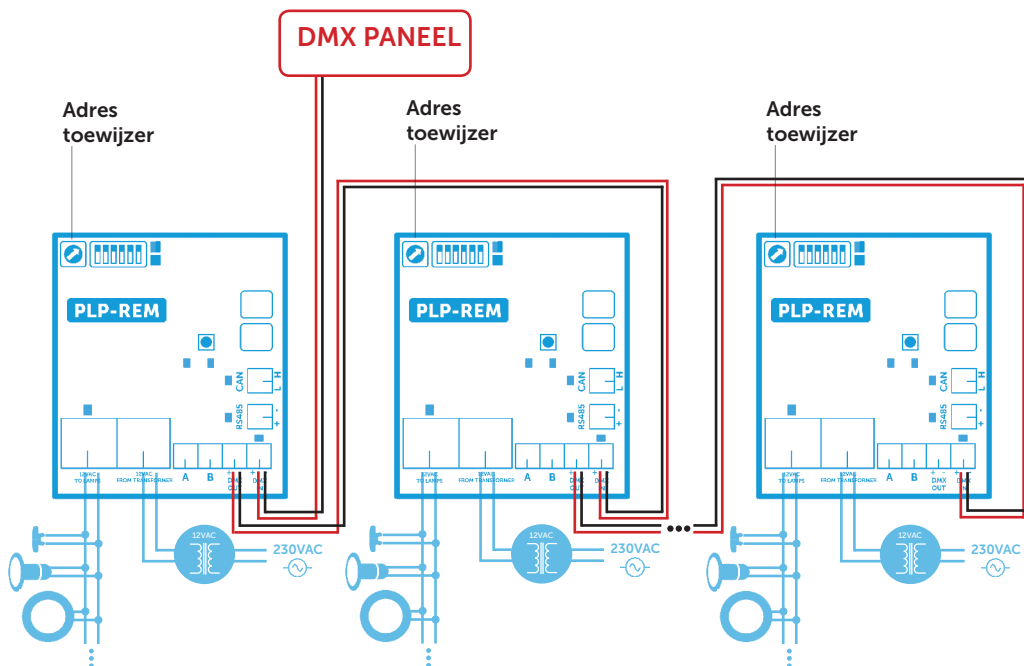 DMX PANEEL
Adres
toewijzer
Adres
toewijzer
Adres
toewijzer
PLP-REM
CAN
H
L
RS485
-
+
12VAC
TO LAMPS
12VAC
FROM TRANSFORMER
A
B
+
DMX
OUT
+
DMX
IN
12VAC
230VAC
PLP-REM
CAN
H
L
RS485
-
+
12VAC
TO LAMPS
12VAC
FROM TRANSFORMER
A
B
+
DMX
OUT
+
DMX
IN
12VAC
230VAC
PLP-REM
CAN
H
L
RS485
-
+
12VAC
TO LAMPS
12VAC
FROM TRANSFORMER
A
B
+ -
DMX
OUT
+
DMX
IN
12VAC
230VAC